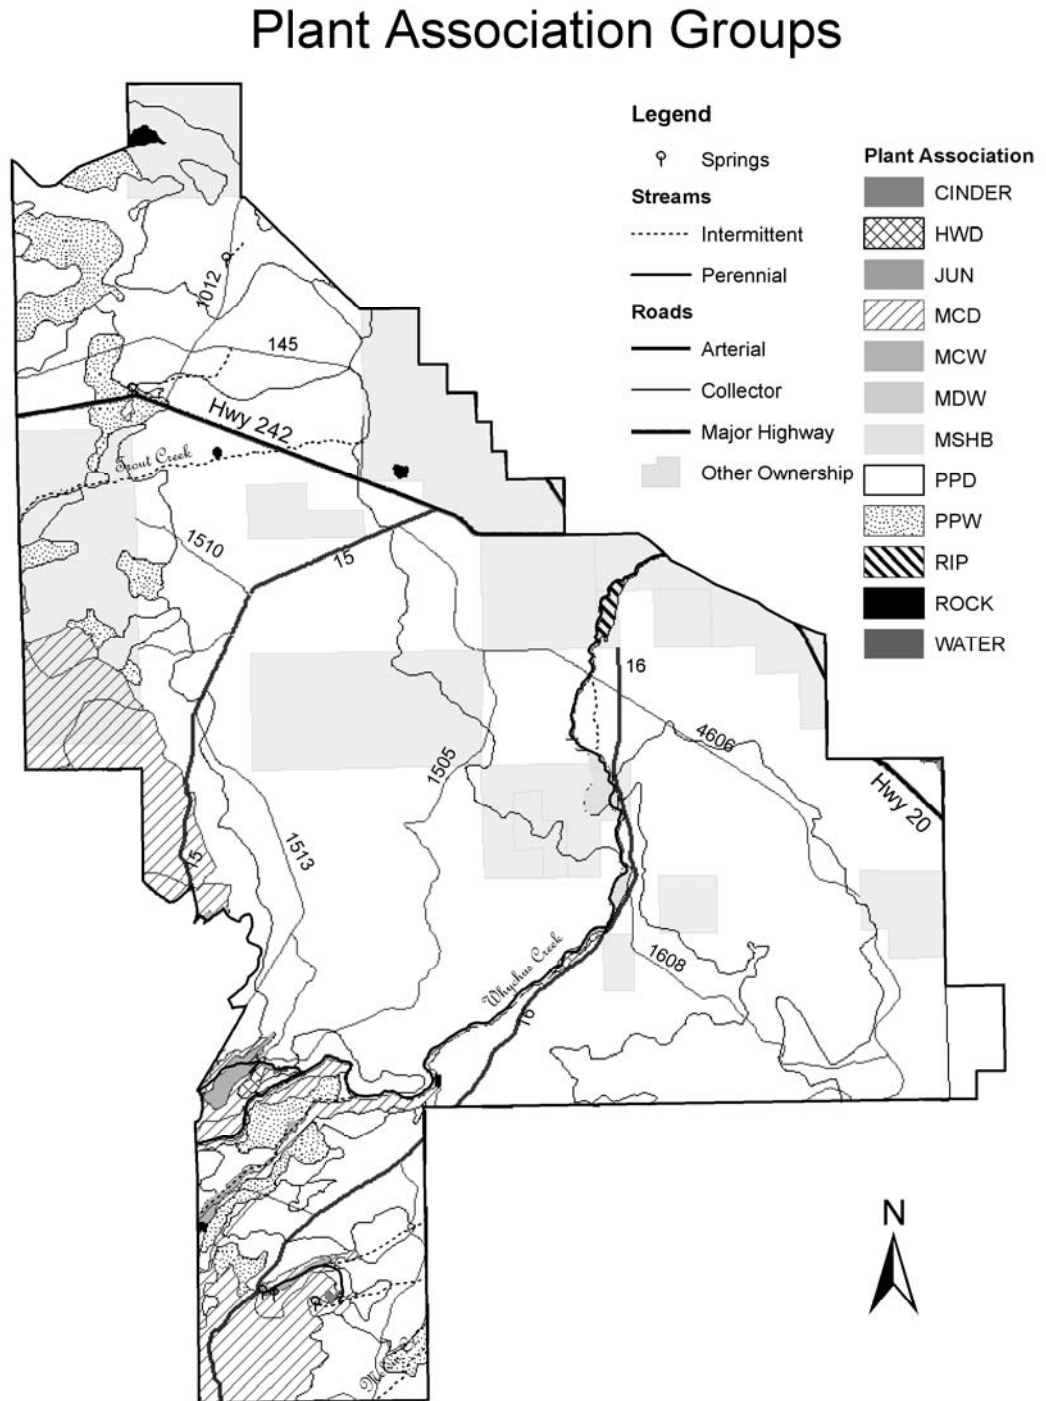 Plant Association Groups
Legend
Springs
Streams
Intermittent
Perennial
Roads
Arterial
Collector
Major Highway
Other Ownership
Plant Association
CINDER
HWD
JUN
MCD
MCW
MDW
MSHB
PPD
PPW
RIP
ROCK
WATER
1012
145
Hwy 242
Trout Creek
1510
15
16
4606
1505
Hwy 20
1513
15
1608
Whychus Creek
16
N